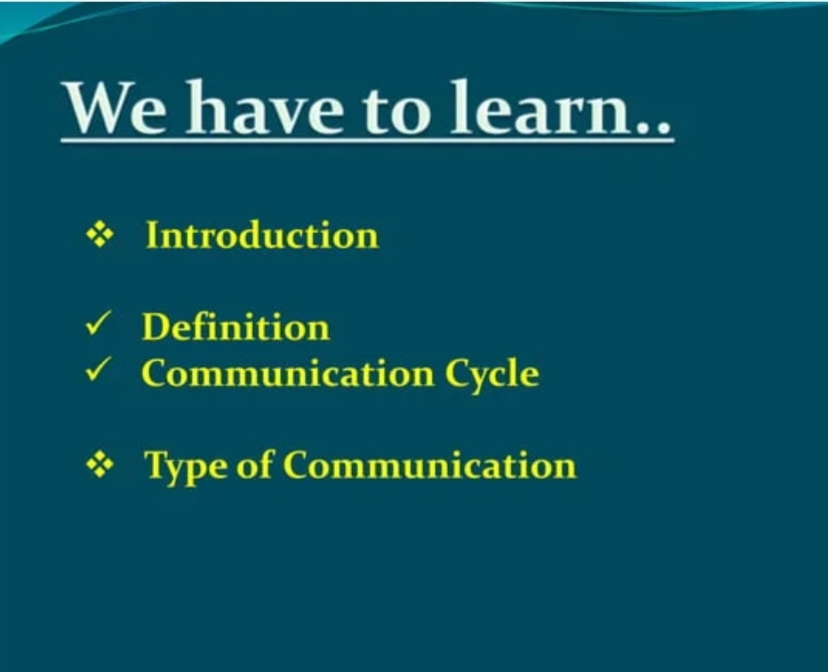 We have to learn..
❖ Introduction
✓ Definition
✓ Communication Cycle
❖ Type of Communication